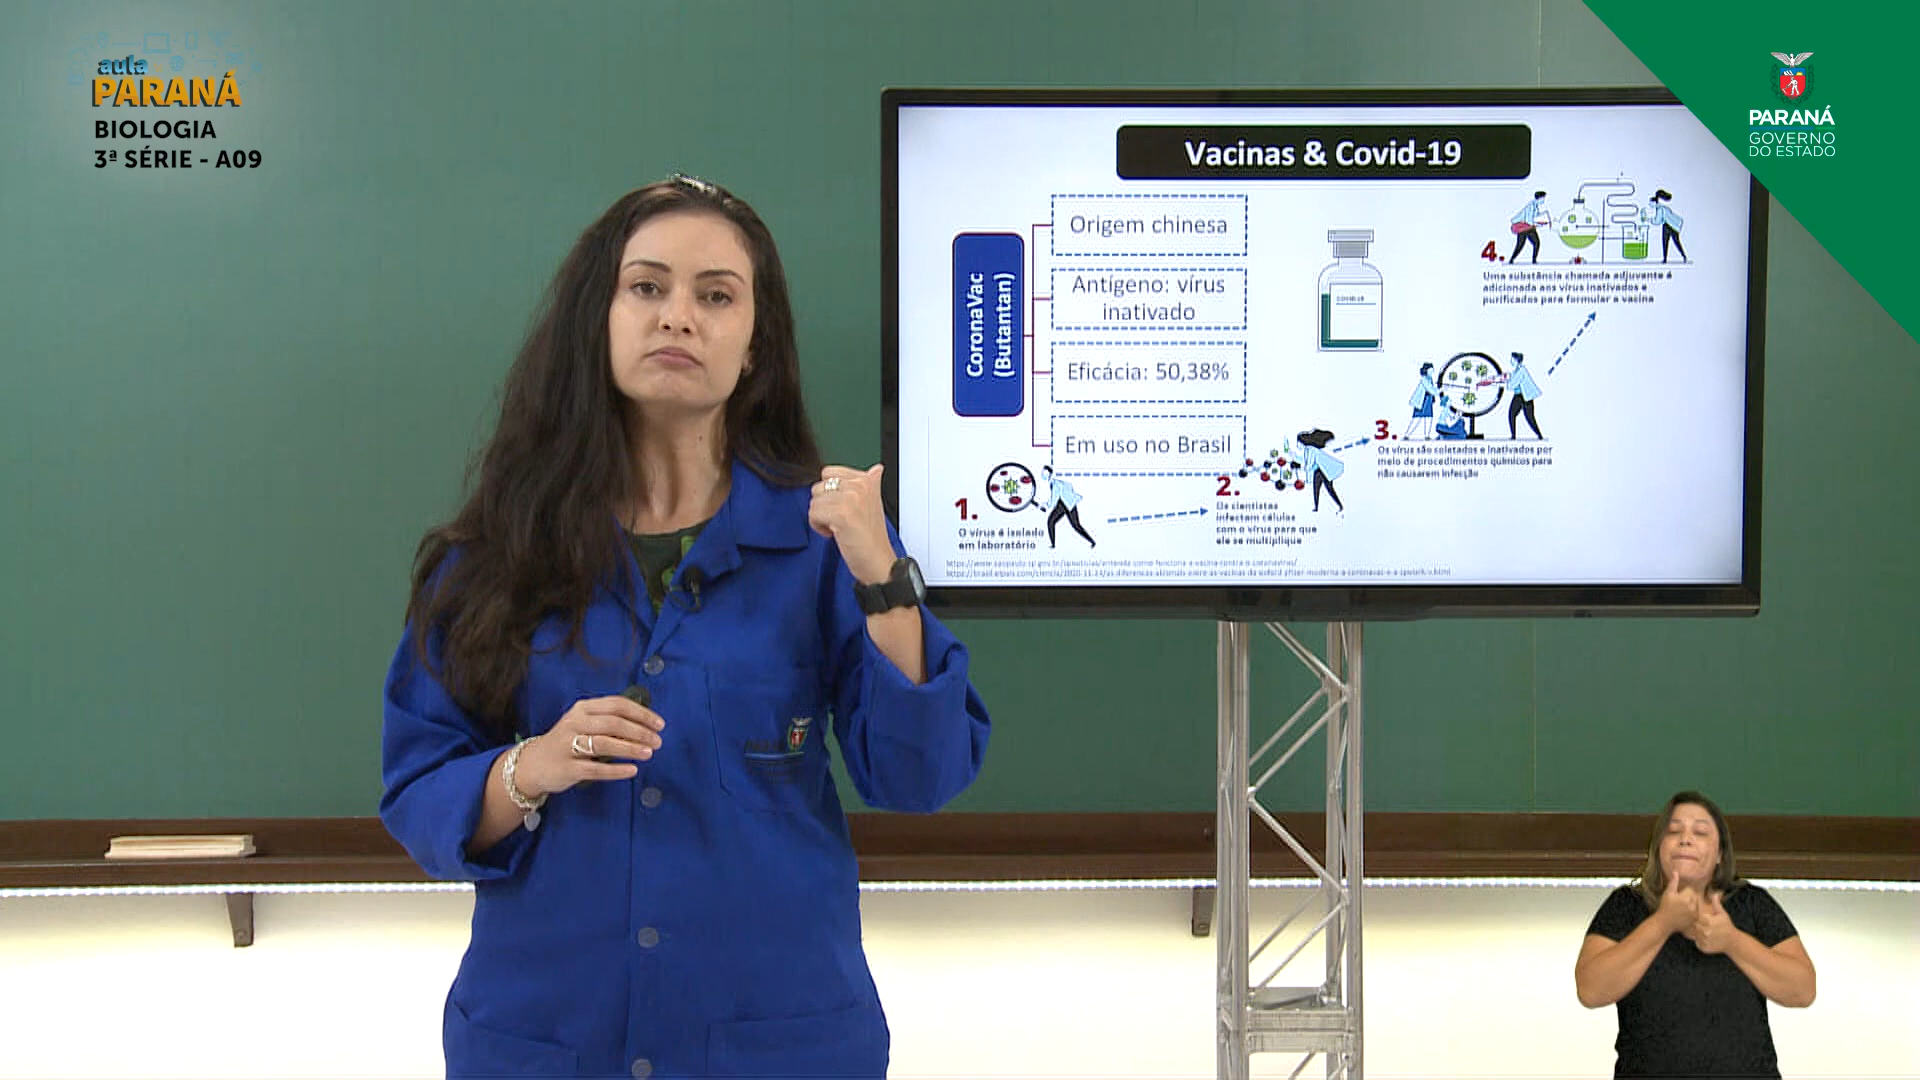 aula
PARANÁ
BIOLOGIA
3ª SÉRIE - A09
PARANÁ
GOVERNO
DO ESTADO
Vacinas & Covid-19
CoronaVac
(Butantan)
Origem chinesa
Antígeno: vírus
inativado
Eficácia: 50,38%
Em uso no Brasil
COVID-19
1.
O vírus é isolado
em laboratório
2.
Os cientistas
infectam células
com o vírus para que
ele se multiplique
3.
Os vírus são coletados e inativados por
meio de procedimentos químicos para
não causarem infecção
4.
Uma substância chamada adjuvante é
adicionada aos vírus inativados e
purificados para formular a vacina